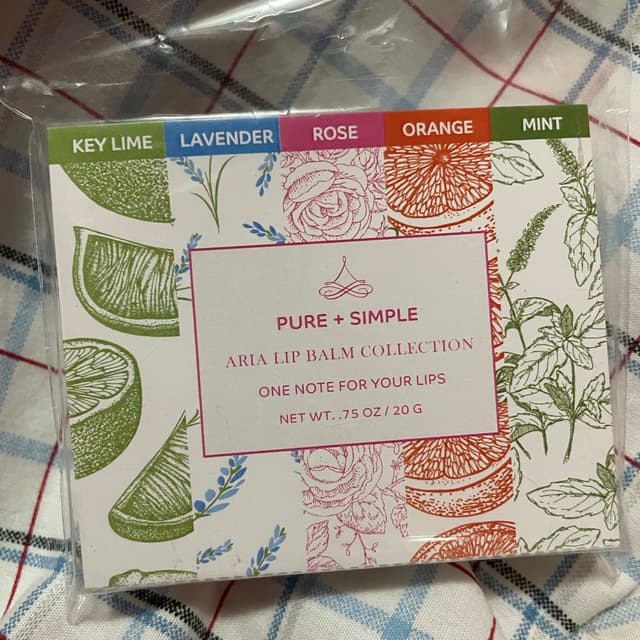 KEY LIME
LAVENDER
ROSE
ORANGE
MINT
PURE + SIMPLE
ARIA LIP BALM COLLECTION
ONE NOTE FOR YOUR LIPS
NET WT. .75 OZ / 20 G